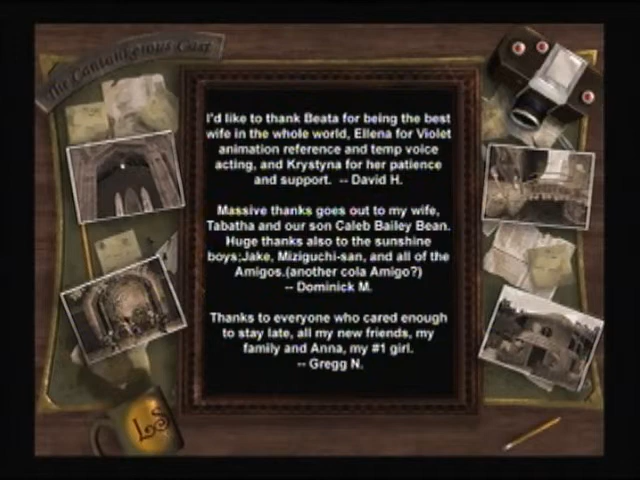 The Cantankerous Cast
I'd like to thank Beata for being the best
wife in the whole world, Ellena for Violet
animation reference and temp voice
acting, and Krystyna for her patience
and support. -- David H.
Massive thanks goes out to my wife,
Tabatha and our son Caleb Bailey Bean.
Huge thanks also to the sunshine
boys;Jake, Miziguchi-san, and all of the
Amigos.(another cola Amigo?)
-- Dominick M.
Thanks to everyone who cared enough
to stay late, all my new friends, my
family and Anna, my #1 girl.
-- Gregg N.
LS